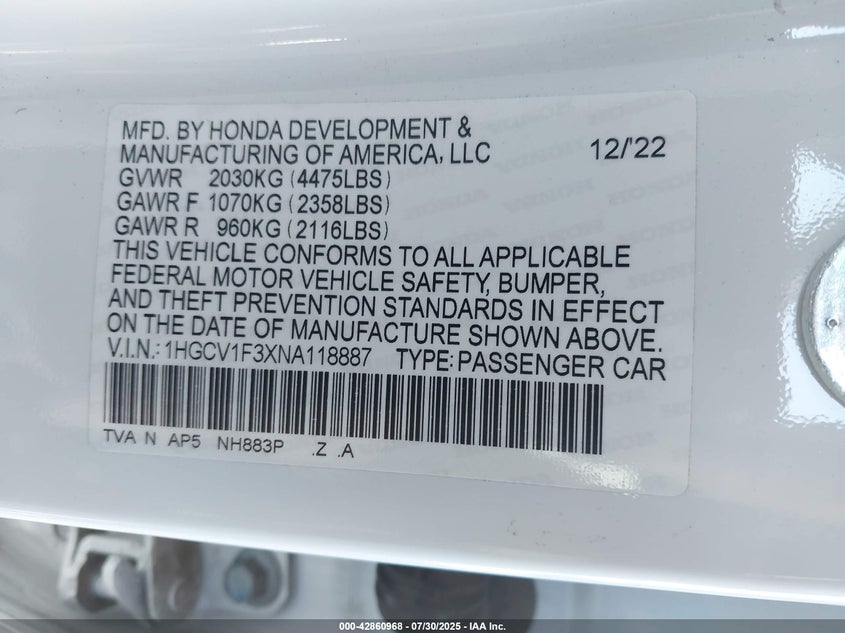 MFD. BY HONDA DEVELOPMENT &
MANUFACTURING OF AMERICA, LLC 12/'22
GVWR 2030KG (4475LBS)
GAWR F 1070KG (2358LBS)
GAWR R 960KG (2116LBS)
THIS VEHICLE CONFORMS TO ALL APPLICABLE
FEDERAL MOTOR VEHICLE SAFETY, BUMPER,
AND THEFT PREVENTION STANDARDS IN EFFECT
ON THE DATE OF MANUFACTURE SHOWN ABOVE.
V.I.N.: 1HGCV1F3XNA118887 TYPE: PASSENGER CAR
TVA N AP5 NH883P .Z .A
000-42860968 | 07/30/2025 - IAA Inc.